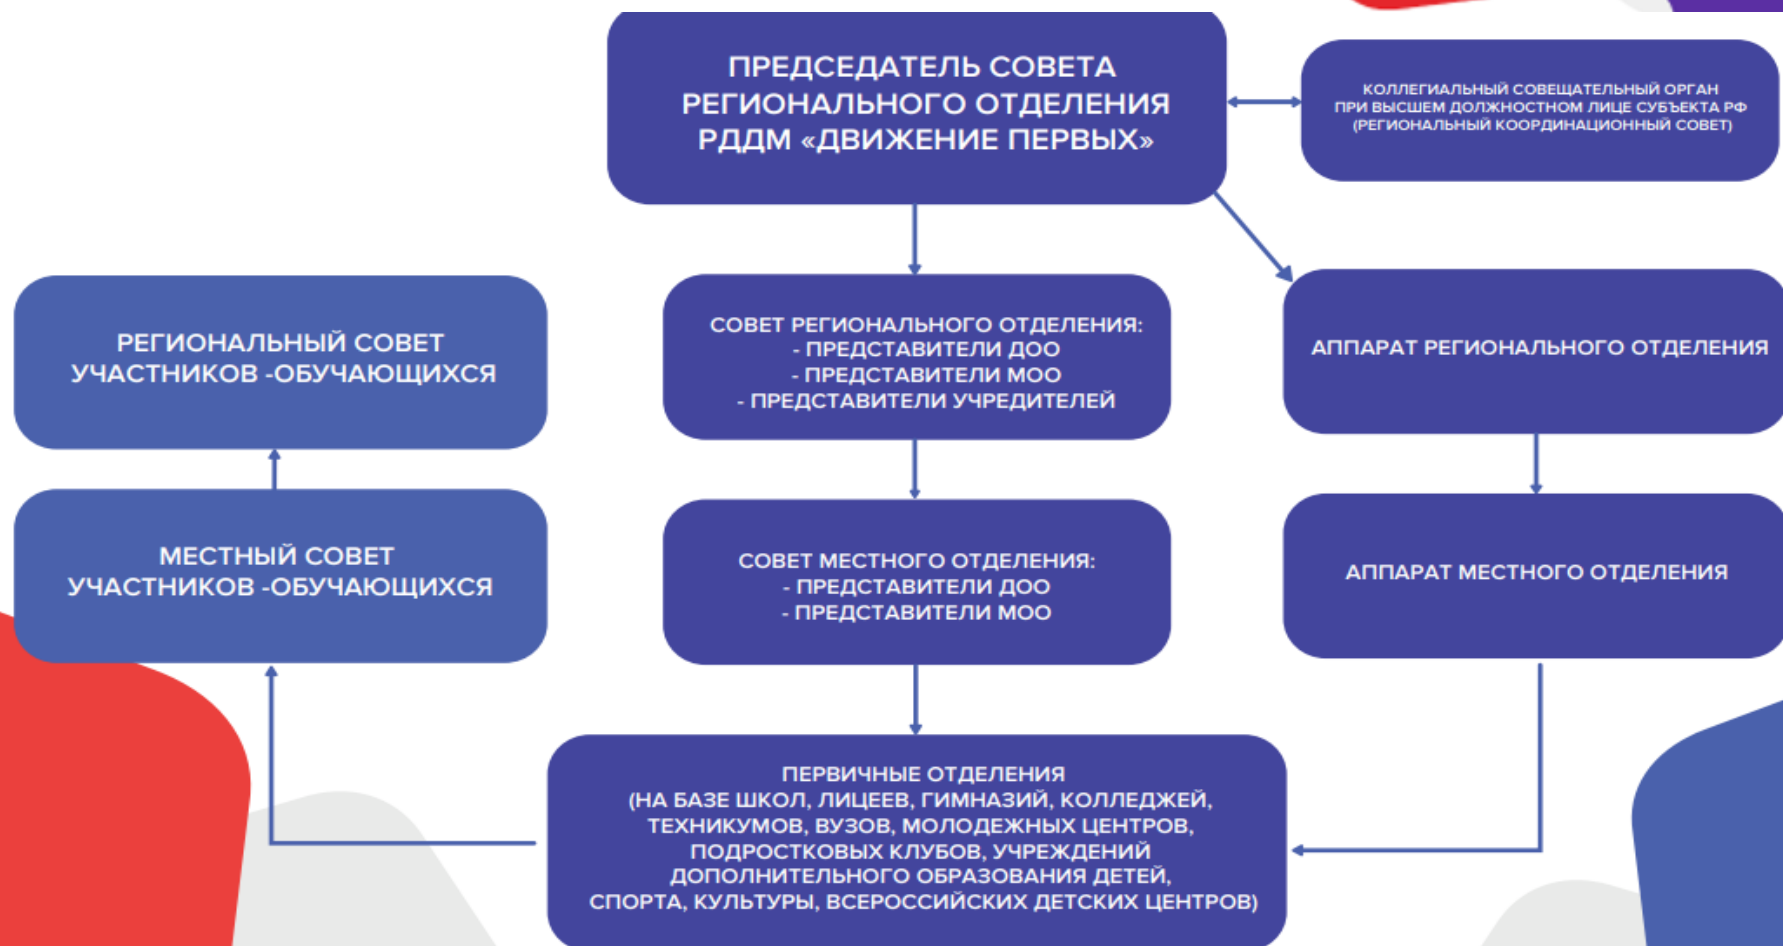 ПРЕДСЕДАТЕЛЬ СОВЕТА
РЕГИОНАЛЬНОГО ОТДЕЛЕНИЯ
РДДМ «ДВИЖЕНИЕ ПЕРВЫХ»
КОЛЛЕГИАЛЬНЫЙ СОВЕЩАТЕЛЬНЫЙ ОРГАН
ПРИ ВЫСШЕМ ДОЛЖНОСТНОМ ЛИЦЕ СУБЪЕКТА РФ
(РЕГИОНАЛЬНЫЙ КООРДИНАЦИОННЫЙ СОВЕТ)
РЕГИОНАЛЬНЫЙ СОВЕТ
УЧАСТНИКОВ -ОБУЧАЮЩИХСЯ
СОВЕТ РЕГИОНАЛЬНОГО ОТДЕЛЕНИЯ:
- ПРЕДСТАВИТЕЛИ ДОО
- ПРЕДСТАВИТЕЛИ МОО
- ПРЕДСТАВИТЕЛИ УЧРЕДИТЕЛЕЙ
АППАРАТ РЕГИОНАЛЬНОГО ОТДЕЛЕНИЯ
МЕСТНЫЙ СОВЕТ
УЧАСТНИКОВ -ОБУЧАЮЩИХСЯ
СОВЕТ МЕСТНОГО ОТДЕЛЕНИЯ:
- ПРЕДСТАВИТЕЛИ ДОО
- ПРЕДСТАВИТЕЛИ МОО
АППАРАТ МЕСТНОГО ОТДЕЛЕНИЯ
ПЕРВИЧНЫЕ ОТДЕЛЕНИЯ
(НА БАЗЕ ШКОЛ, ЛИЦЕЕВ, ГИМНАЗИЙ, КОЛЛЕДЖЕЙ,
ТЕХНИКУМОВ, ВУЗОВ, МОЛОДЕЖНЫХ ЦЕНТРОВ,
ПОДРОСТКОВЫХ КЛУБОВ, УЧРЕЖДЕНИЙ
ДОПОЛНИТЕЛЬНОГО ОБРАЗОВАНИЯ ДЕТЕЙ,
СПОРТА, КУЛЬТУРЫ, ВСЕРОССИЙСКИХ ДЕТСКИХ ЦЕНТРОВ)